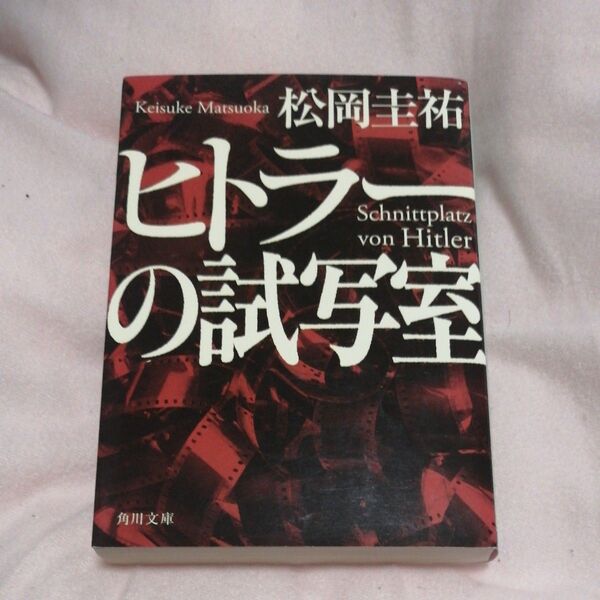 Keisuke Matsuoka 松岡圭祐
ヒトラー
Schnittplatz
von Hitler
の試写室
角川文庫